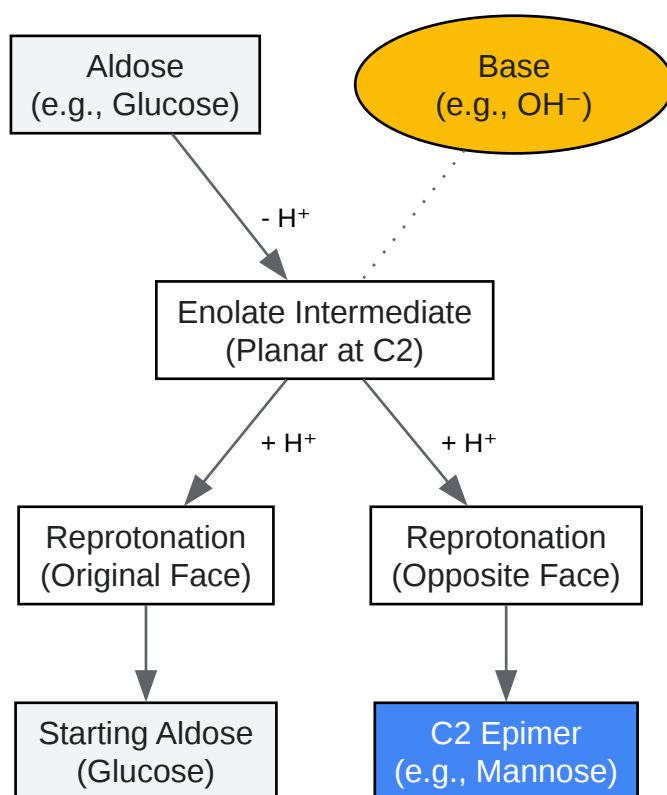 Aldose
(e.g., Glucose)
Base
(e.g., OH⁻)
- H⁺
Enolate Intermediate
(Planar at C2)
+ H⁺
+ H⁺
Reprotonation
(Original Face)
Reprotonation
(Opposite Face)
Starting Aldose
(Glucose)
C2 Epimer
(e.g., Mannose)